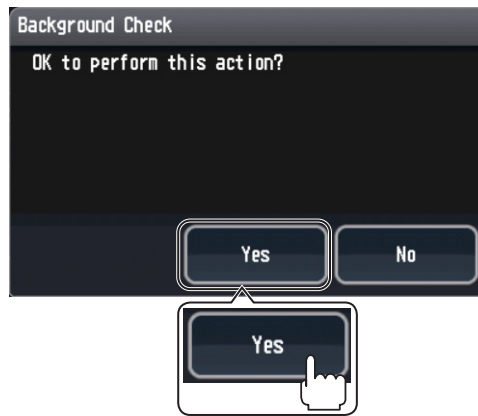 Background Check
OK to perform this action?
Yes
No
Yes